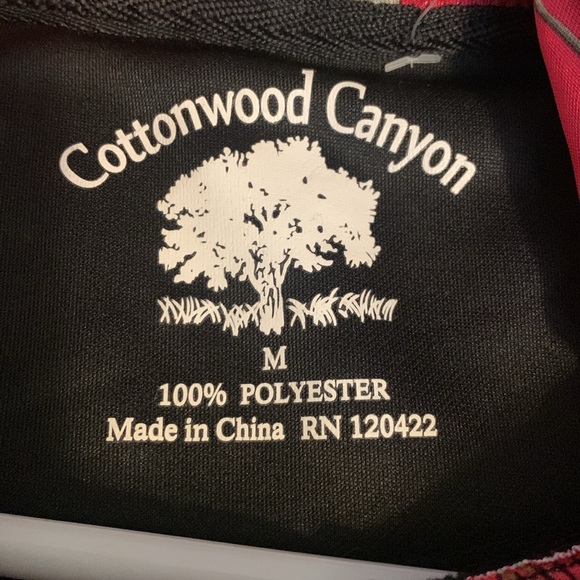 Cottonwood Canyon
M
100% POLYESTER
Made in China RN 120422